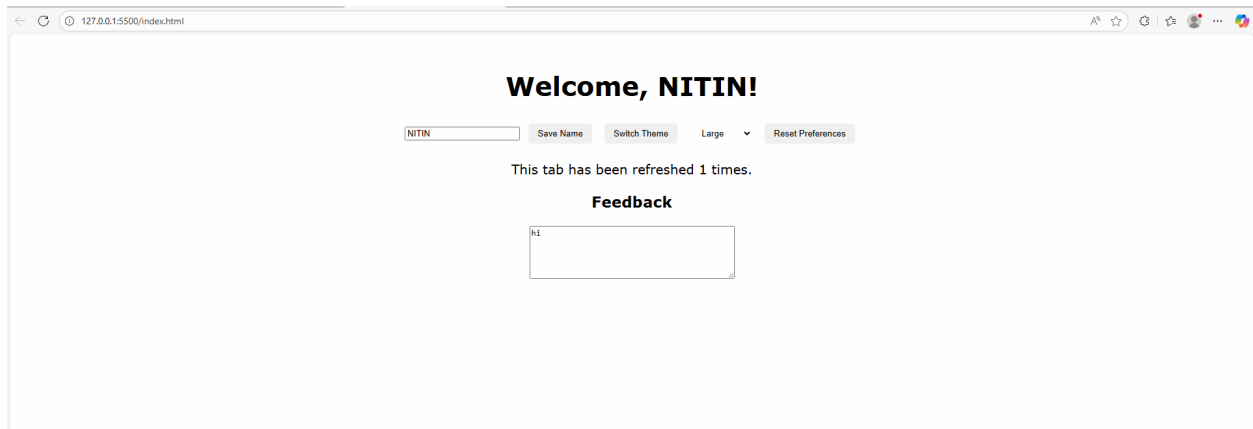 127.0.0.1:5500/index.html
Welcome, NITIN!
NITIN Save Name Switch Theme Large Reset Preferences
This tab has been refreshed 1 times.
Feedback
hi